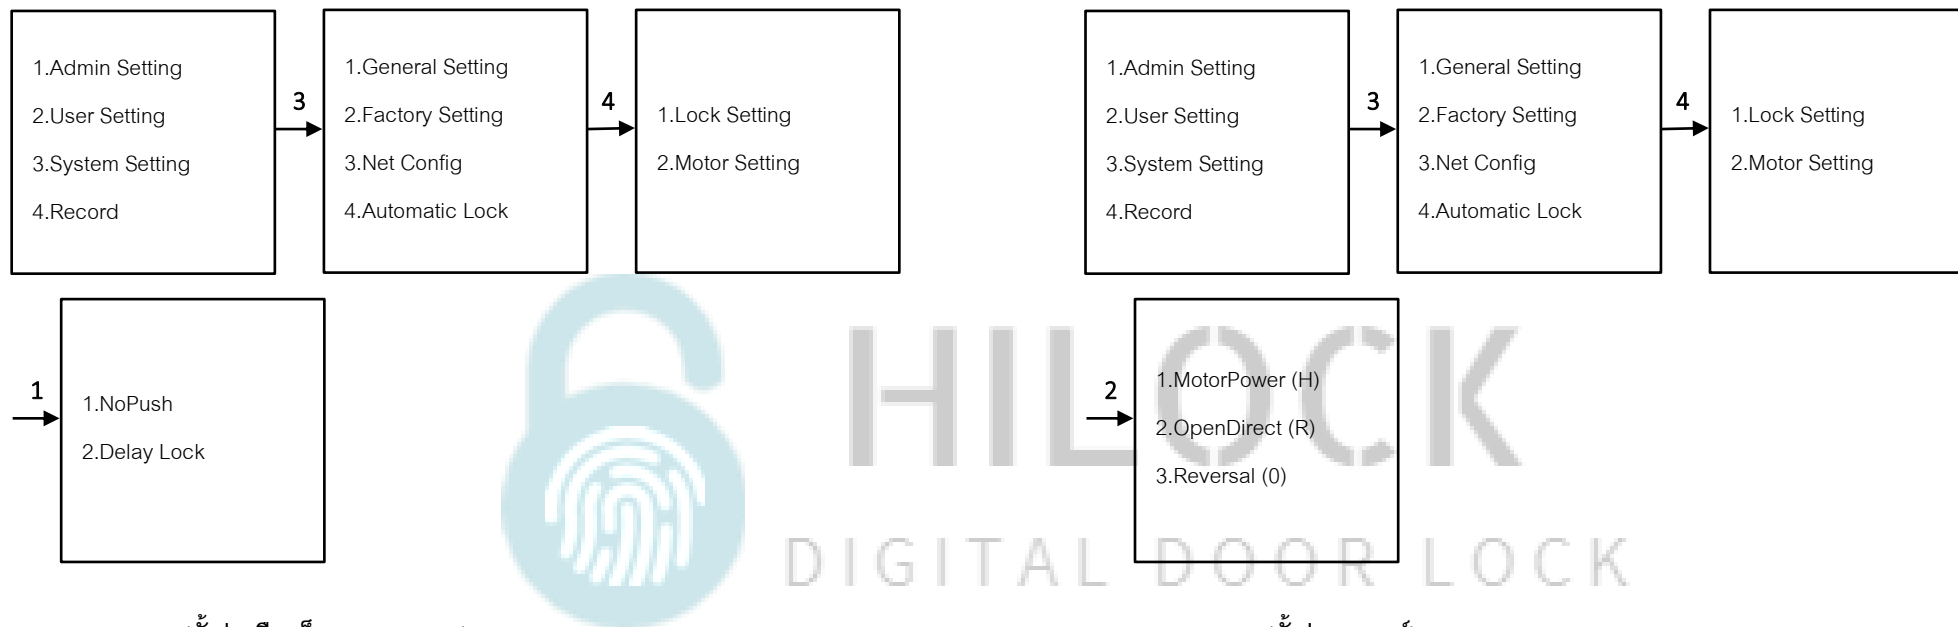 1.Admin Setting
2.User Setting
3.System Setting
4.Record
3
1.General Setting
2.Factory Setting
3.Net Config
4.Automatic Lock
4
1.Lock Setting
2.Motor Setting
1
1.NoPush
2.Delay Lock
1.Admin Setting
2.User Setting
3.System Setting
4.Record
3
1.General Setting
2.Factory Setting
3.Net Config
4.Automatic Lock
4
1.Lock Setting
2.Motor Setting
2
1.MotorPower (H)
2.OpenDirect (R)
3.Reversal (0)
HILOCK
DIGITAL DOOR LOCK